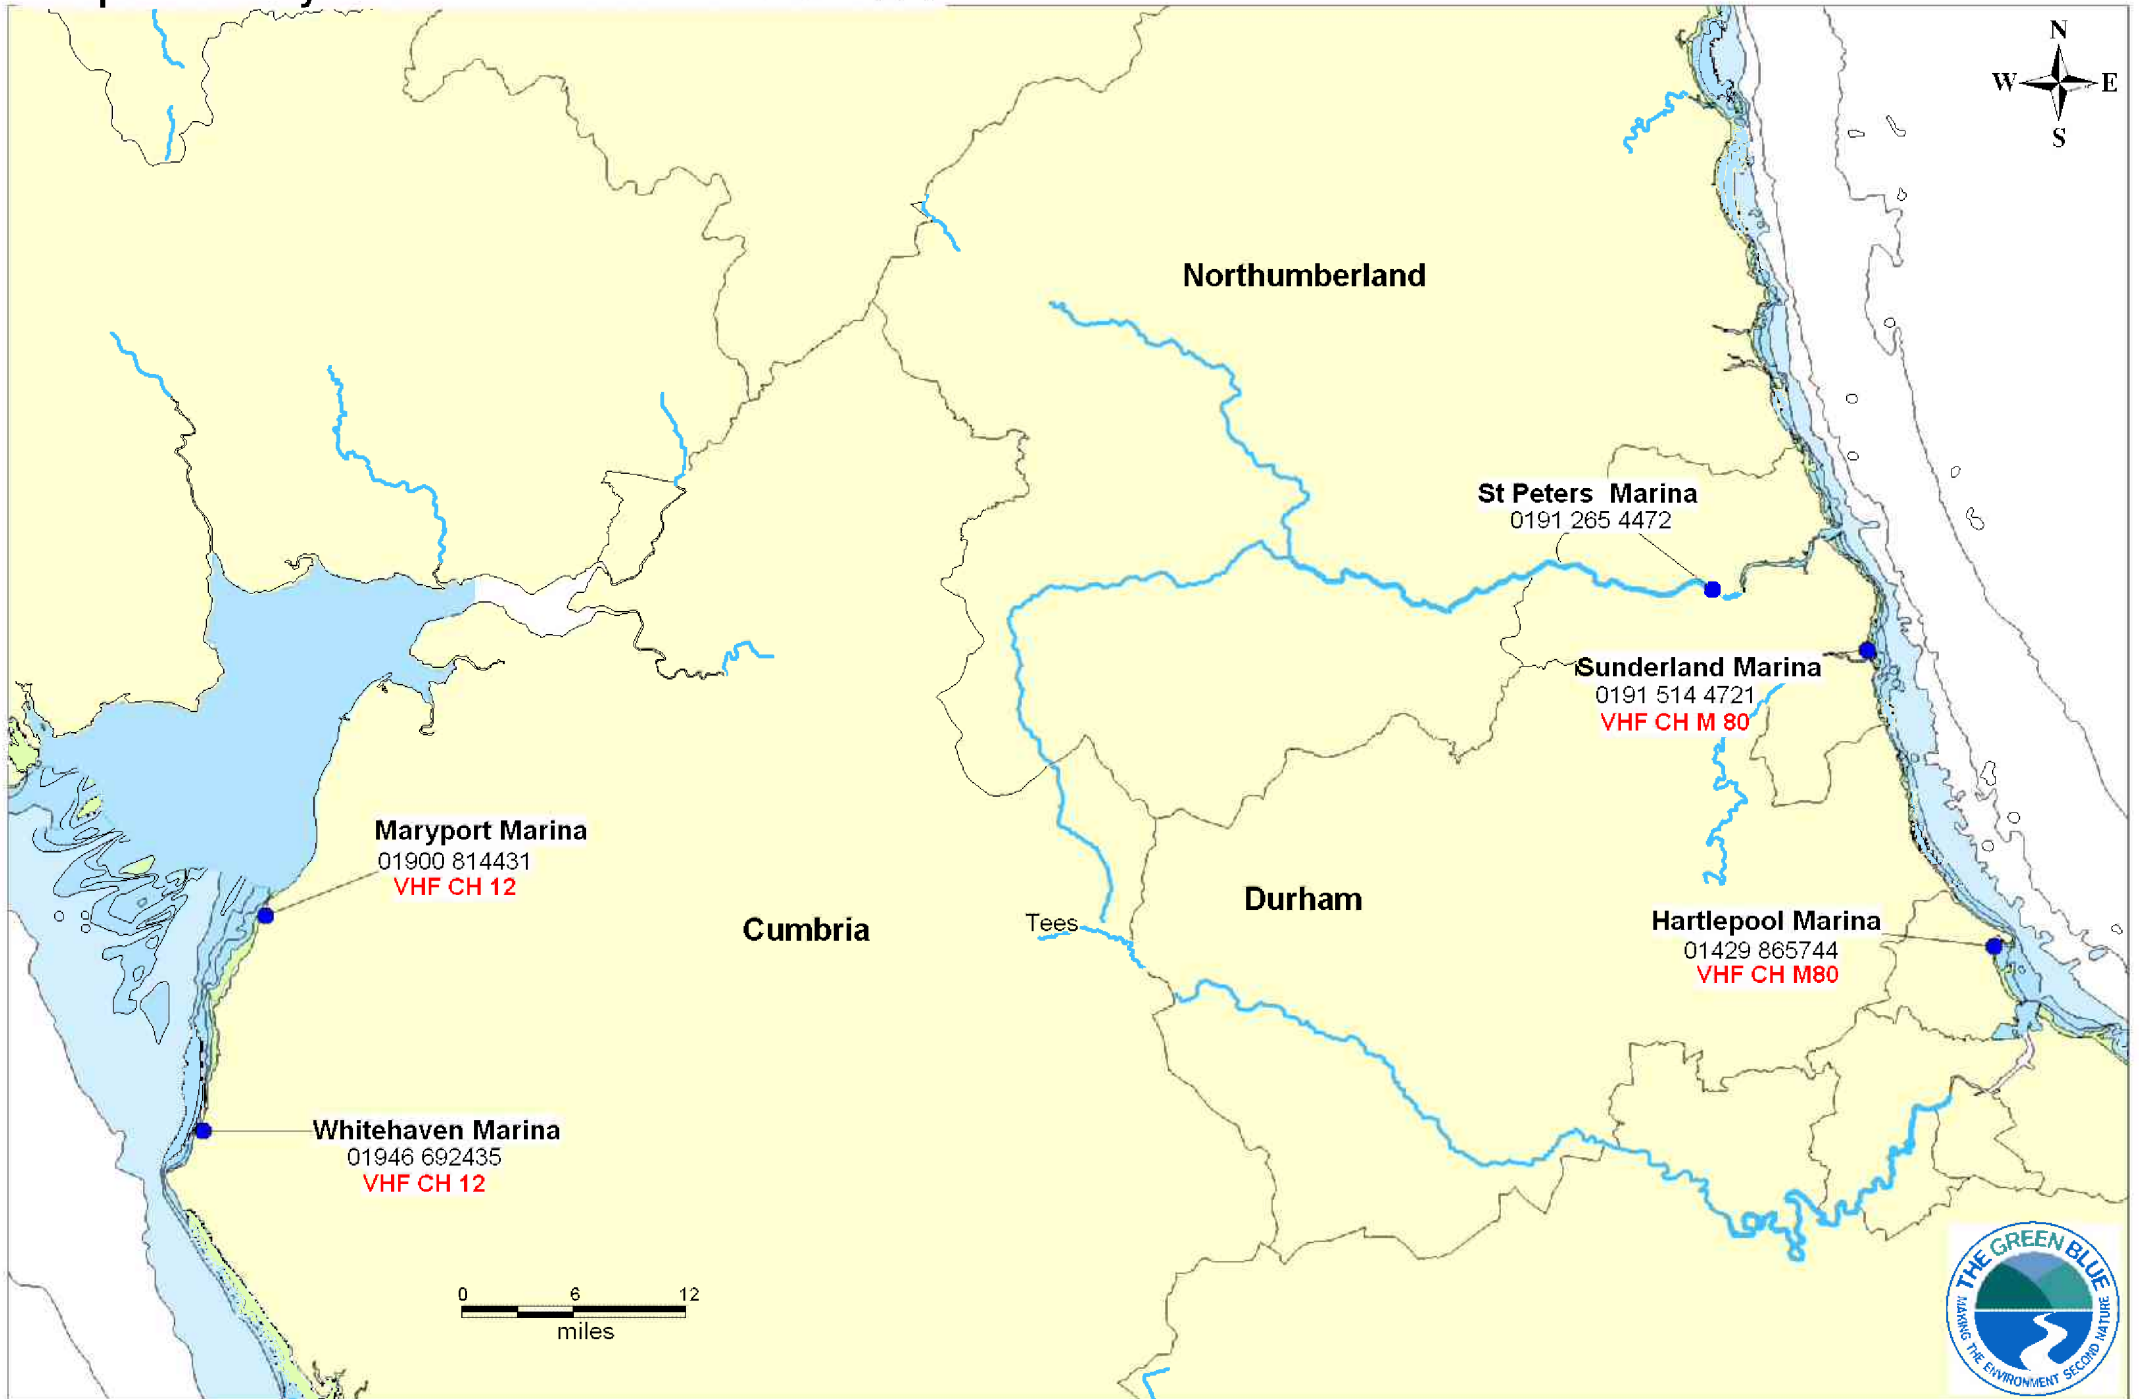 N
W E
S
Northumberland
St Peters Marina
0191 265 4472
Sunderland Marina
0191 514 4721
VHF CH M 80
Maryport Marina
01900 814431
VHF CH 12
Cumbria
Tees
Durham
Hartlepool Marina
01429 865744
VHF CH M80
Whitehaven Marina
01946 692435
VHF CH 12
0 6 12
miles
THE GREEN BLUE
MAKING THE ENVIRONMENT SECOND NATURE